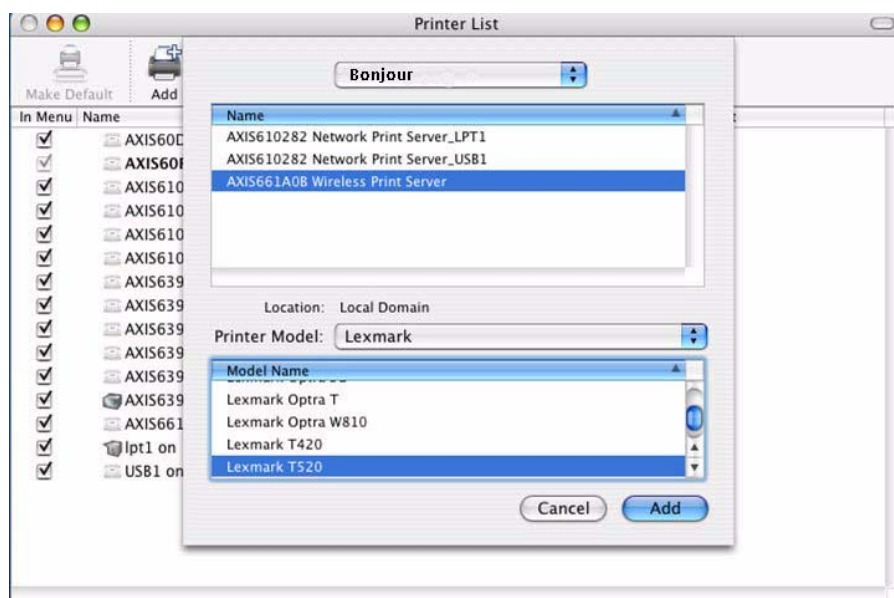 Printer List
Make Default
Add
Bonjour
In Menu Name
Name
AXIS610282 Network Print Server_LPT1
AXIS610282 Network Print Server_USB1
AXIS661A0B Wireless Print Server
AXIS60
AXIS60
AXIS610
AXIS610
AXIS610
AXIS610
AXIS639
AXIS639
AXIS639
AXIS639
AXIS639
AXIS639
AXIS661
lpt1 on
USB1 on
Location: Local Domain
Printer Model: Lexmark
Model Name
Lexmark Optra T
Lexmark Optra W810
Lexmark T420
Lexmark T520
Cancel
Add